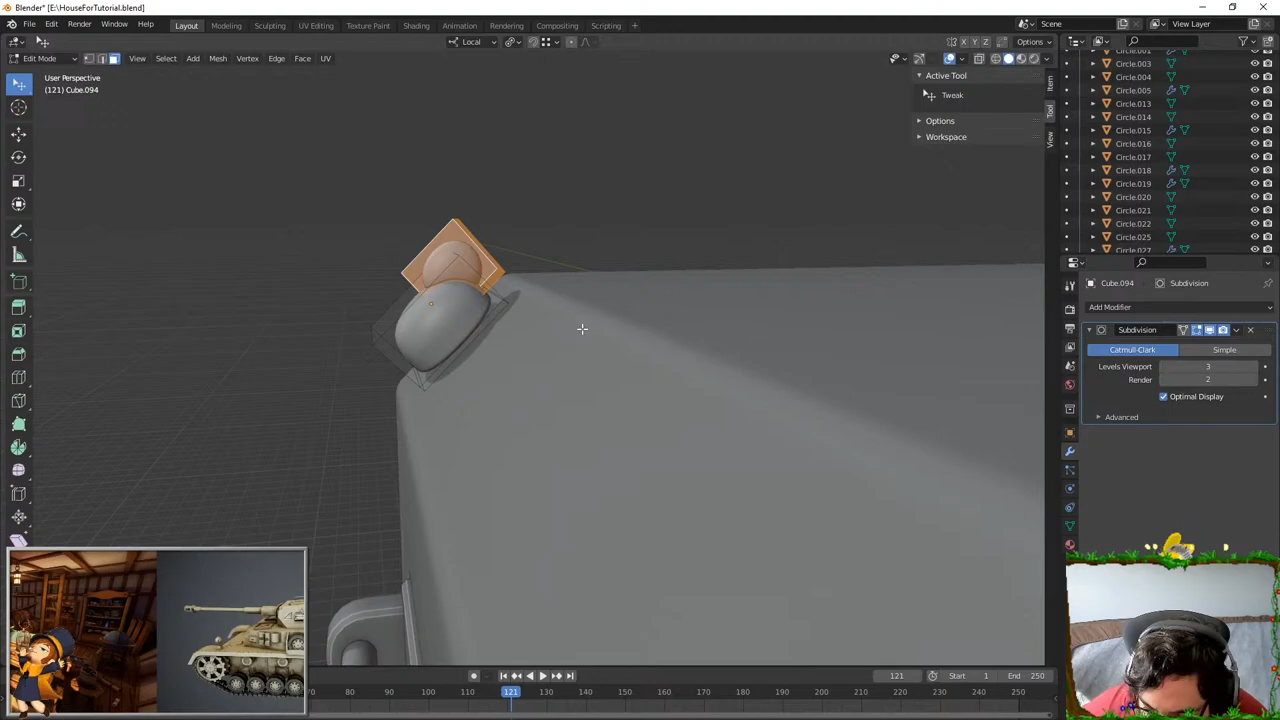 Blender* [E:\HouseForTutorial.blend]
File Edit Render Window Help Layout Modeling Sculpting UV Editing Texture Paint Shading Animation Rendering Compositing Scripting Scene View Layer
Local Options
Edit Mode View Select Add Mesh Vertex Edge Face UV
User Perspective
(121) Cube.094
Active Tool
Tweak
Options
Workspace
Item
Tool
View
Circle.001
Circle.003
Circle.004
Circle.005
Circle.013
Circle.014
Circle.015
Circle.016
Circle.017
Circle.018
Circle.019
Circle.020
Circle.021
Circle.022
Circle.025
Circle.027
Cube.094 Subdivision
Add Modifier
Subdivision
Catmull-Clark Simple
Levels Viewport 3
Render 2
Optimal Display
Advanced
121 Start 1 End 250
70 80 90 100 110 121 130 140 150 160 170 180 190 200 210 220 230 240 250